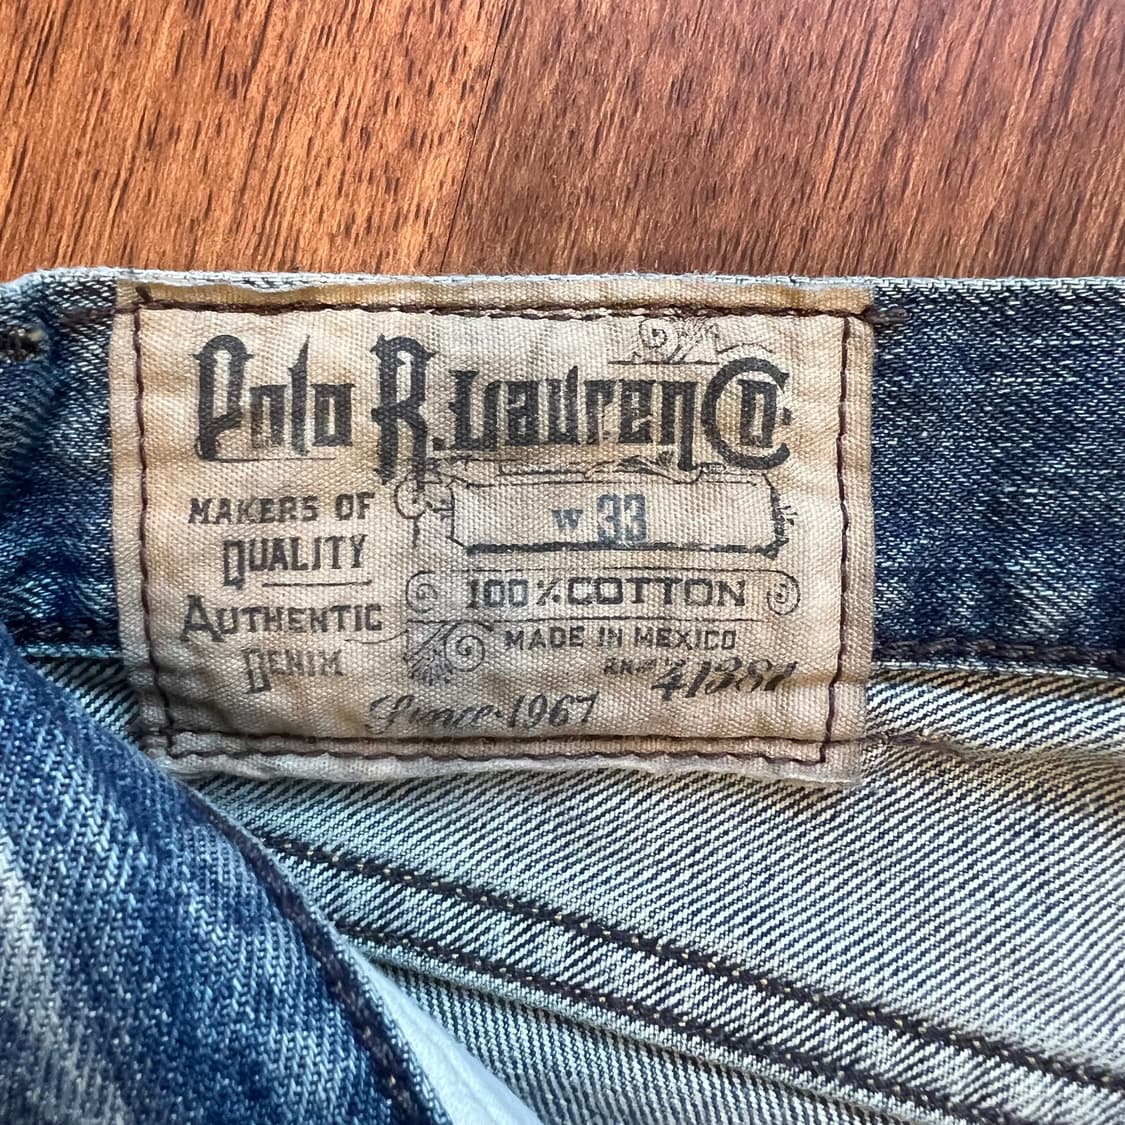 Polo R. Lauren Co.
MAKERS OF
QUALITY
AUTHENTIC
DENIM
W 33
100% COTTON
MADE IN MEXICO
RN# 41381
Since 1967